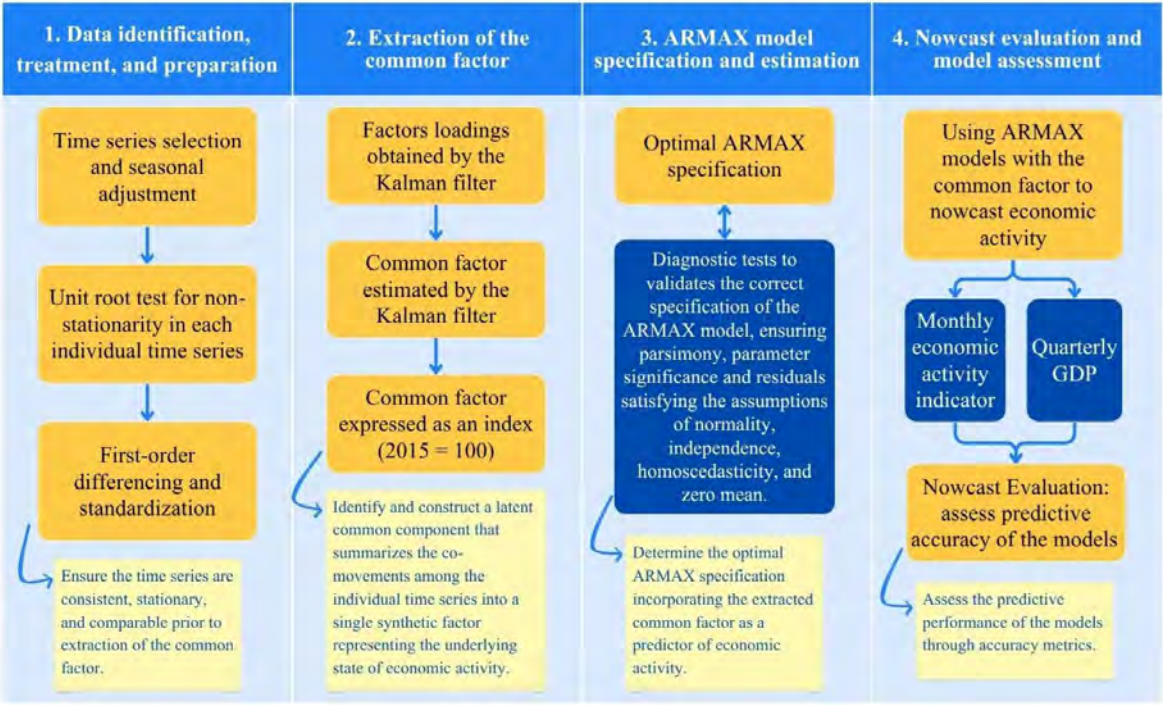 1. Data identification,
treatment, and preparation
Time series selection
and seasonal
adjustment
Unit root test for non-
stationarity in each
individual time series
First-order
differencing and
standardization
Ensure the time series are
consistent, stationary,
and comparable prior to
extraction of the common
factor.
2. Extraction of the
common factor
Factors loadings
obtained by the
Kalman filter
Common factor
estimated by the
Kalman filter
Common factor
expressed as an index
(2015 = 100)
Identify and construct a latent
common component that
summarizes the co-
movements among the
individual time series into a
single synthetic factor
representing the underlying
state of economic activity.
3. ARMAX model
specification and estimation
Optimal ARMAX
specification
Diagnostic tests to
validates the correct
specification of the
ARMAX model, ensuring
parsimony, parameter
significance and residuals
satisfying the assumptions
of normality,
independence,
homoscedasticity, and
zero mean.
Determine the optimal
ARMAX specification
incorporating the extracted
common factor as a
predictor of economic
activity.
4. Nowcast evaluation and
model assessment
Using ARMAX
models with the
common factor to
nowcast economic
activity
Monthly
economic
activity
indicator
Quarterly
GDP
Nowcast Evaluation:
assess predictive
accuracy of the models
Assess the predictive
performance of the models
through accuracy metrics.